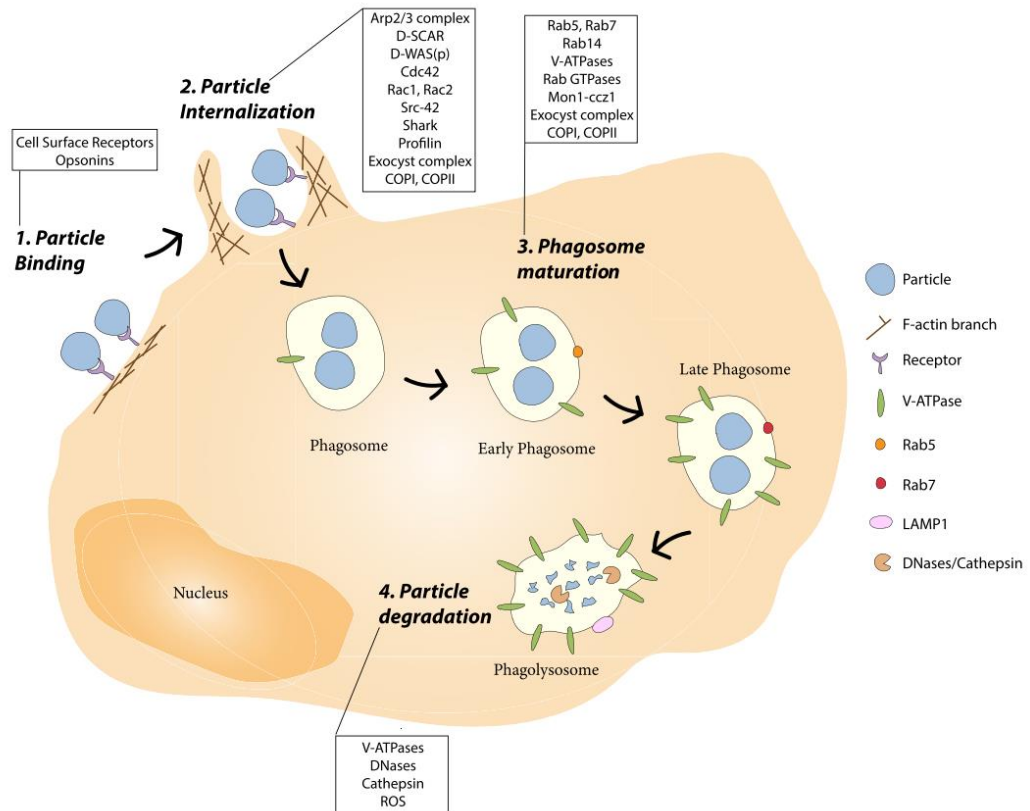 Cell Surface Receptors
Opsonins
1. Particle
Binding
2. Particle
Internalization
Arp2/3 complex
D-SCAR
D-WAS(p)
Cdc42
Rac1, Rac2
Src-42
Shark
Profilin
Exocyst complex
COPI, COPII
Rab5, Rab7
Rab14
V-ATPases
Rab GTPases
Mon1-ccz1
Exocyst complex
COPI, COPII
3. Phagosome
maturation
Phagosome
Early Phagosome
Late Phagosome
Nucleus
4. Particle
degradation
Phagolysosome
V-ATPases
DNases
Cathepsin
ROS
Particle
F-actin branch
Receptor
V-ATPase
Rab5
Rab7
LAMP1
DNases/Cathepsin